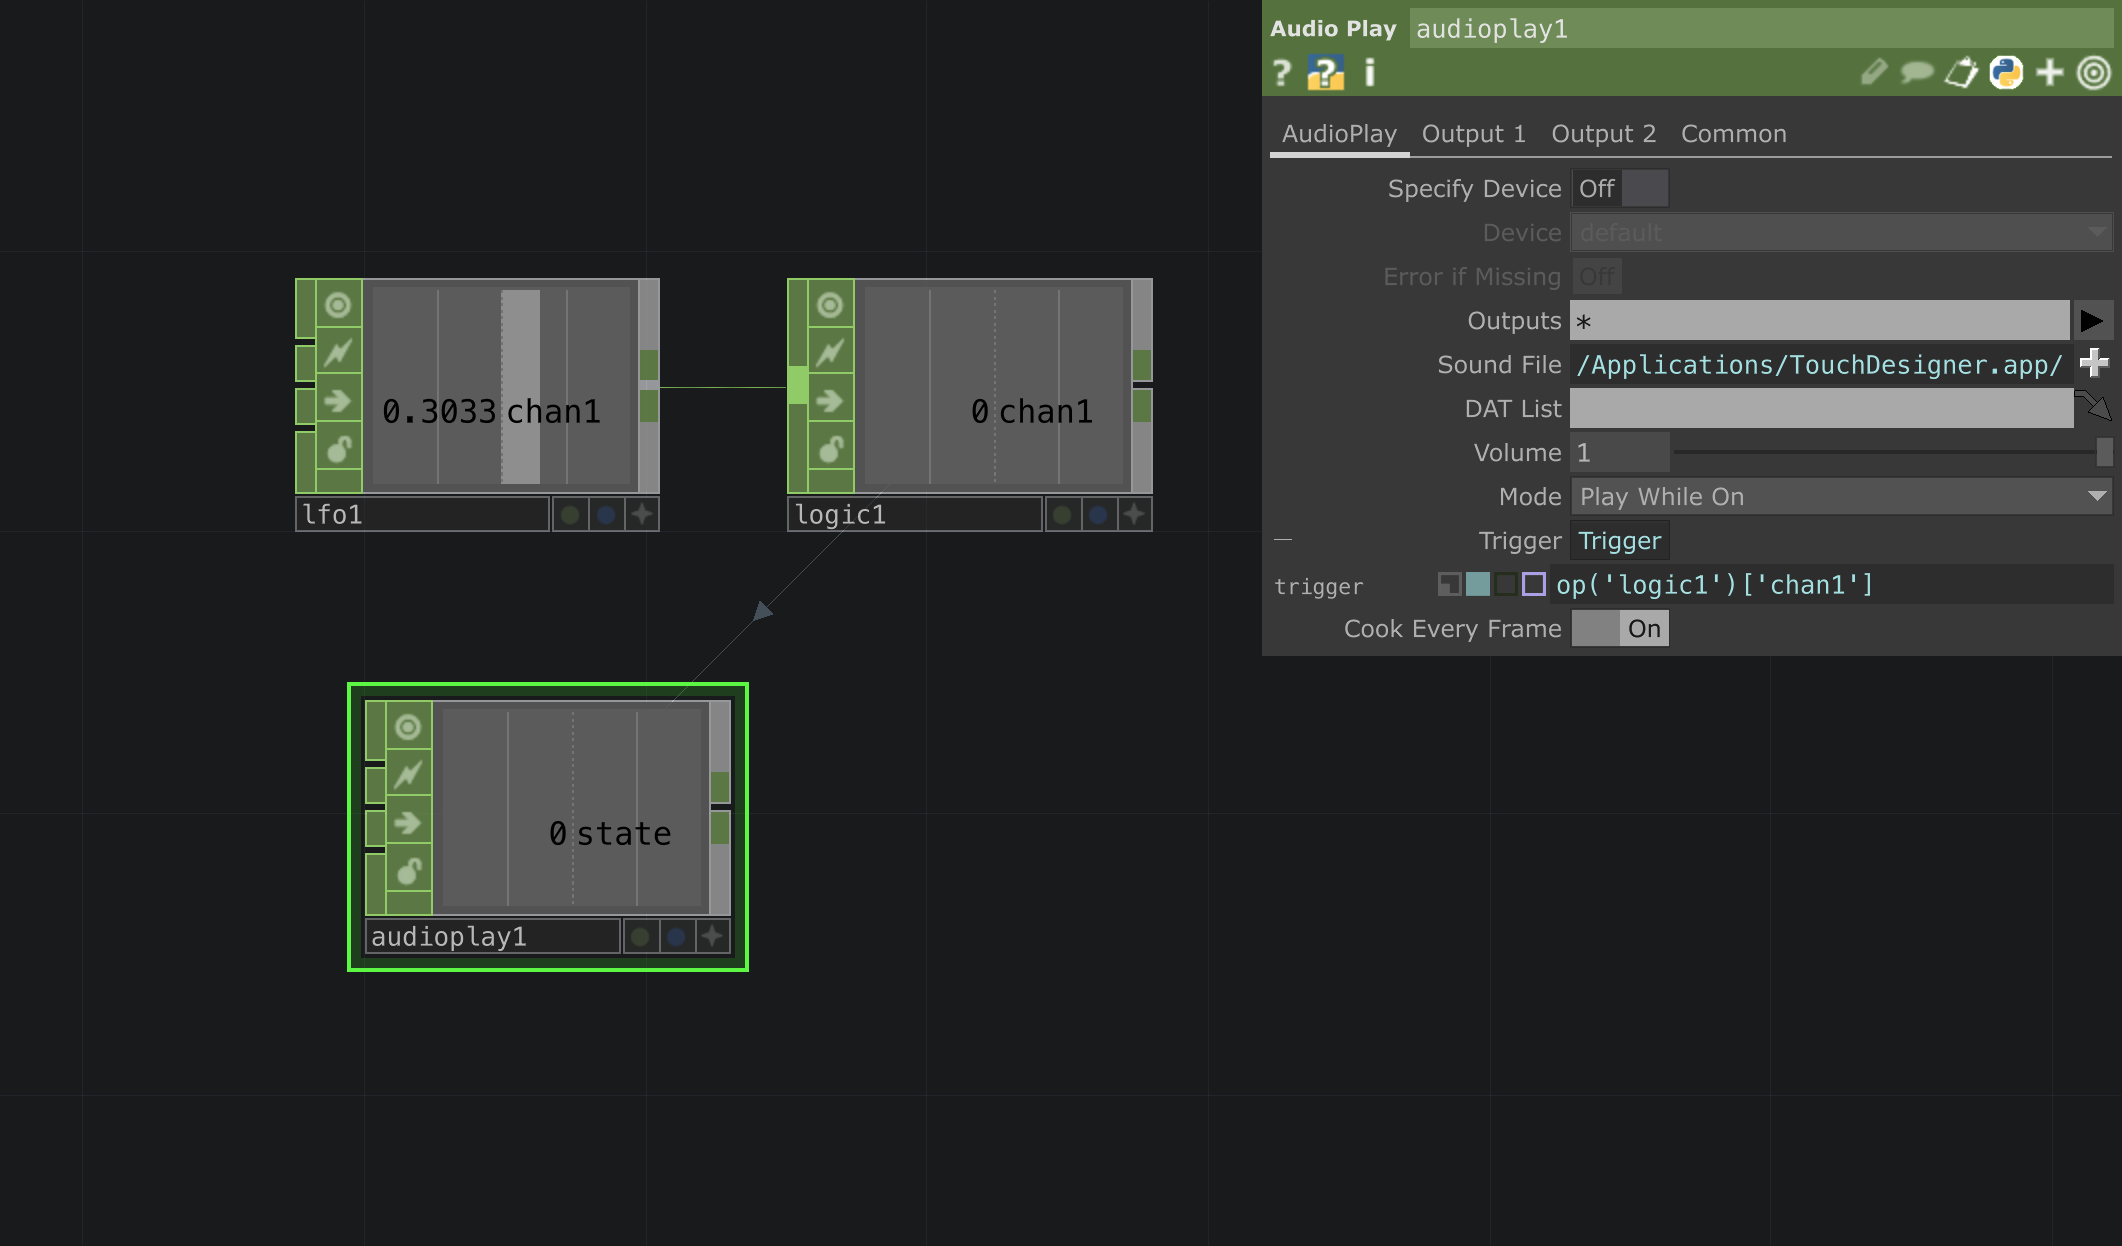 Audio Play audioplay1
? ? i
AudioPlay Output 1 Output 2 Common
Specify Device Off
Device default
Error if Missing Off
Outputs *
Sound File /Applications/TouchDesigner.app/
DAT List
Volume 1
Mode Play While On
Trigger Trigger
trigger op('logic1')['chan1']
Cook Every Frame On
0.3033 chan1
lfo1
0 chan1
logic1
0 state
audioplay1